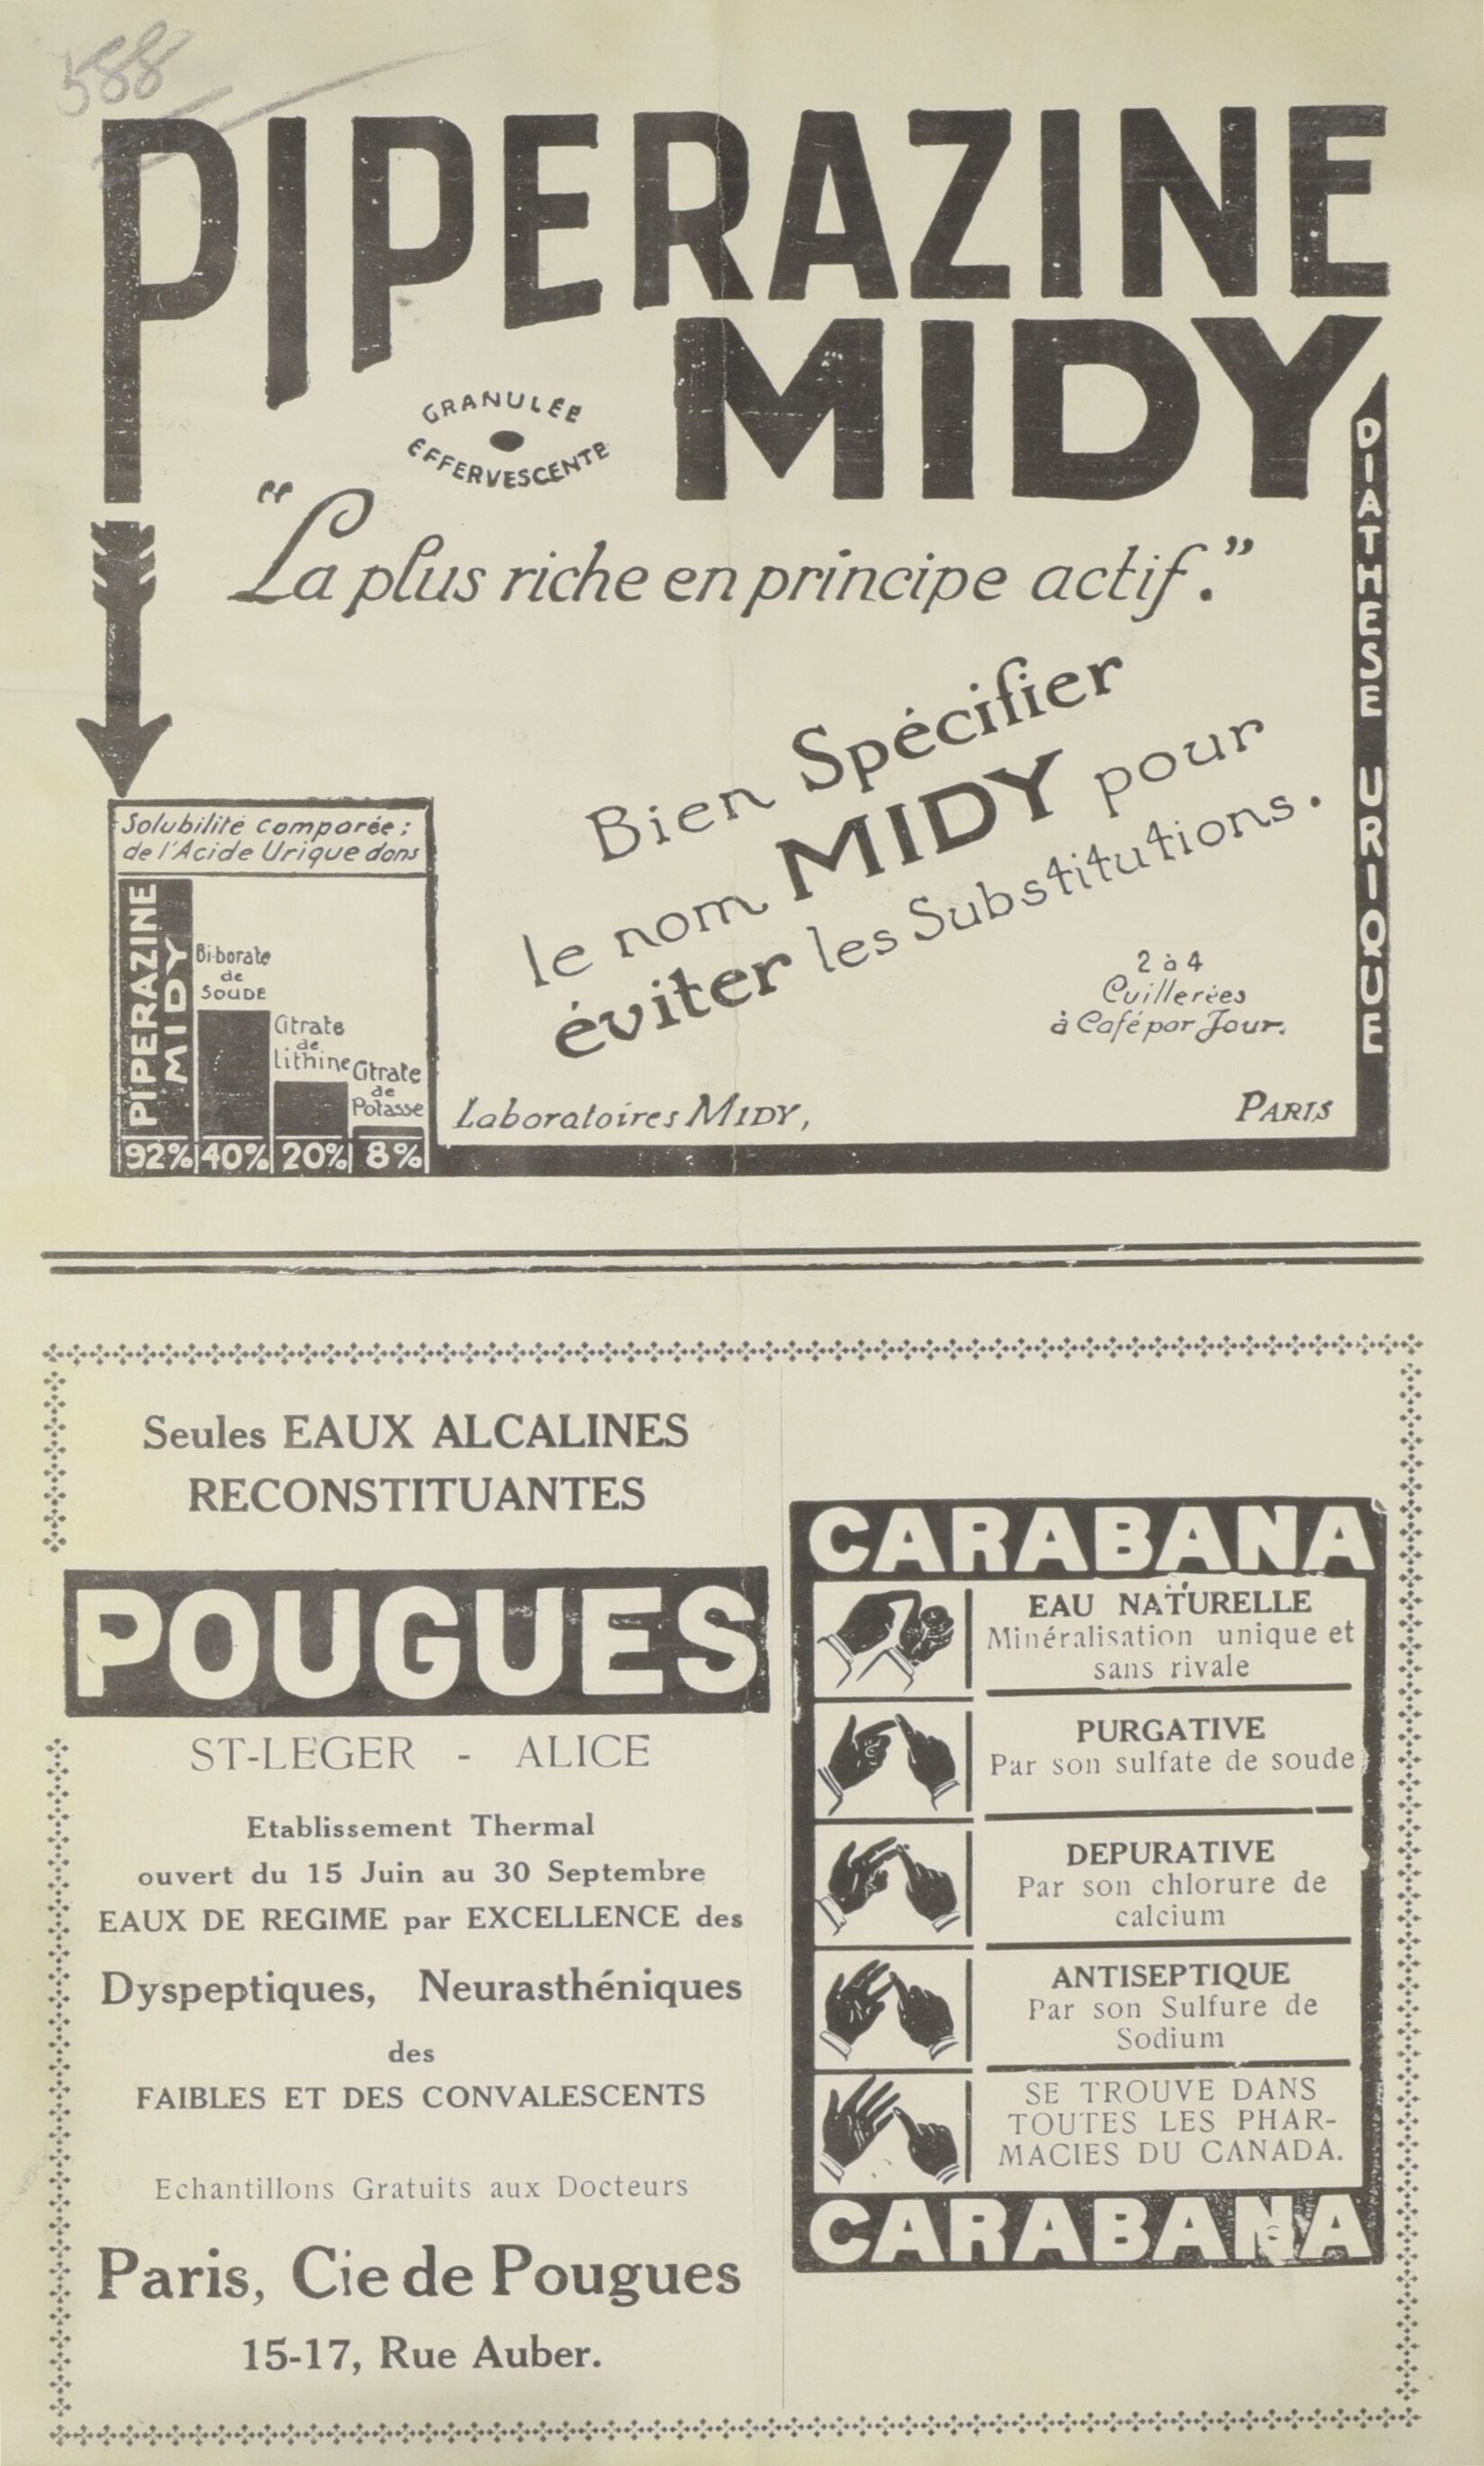 588
PIPERAZINE
MIDY
GRANULÉE
EFFERVESCENTE
"La plus riche en principe actif."
DIATHESE URIQUE
Bien Spécifier
le nom MIDY pour
éviter les Substitutions.
2 à 4
Cuillerées
à Café par Jour.
Solubilité comparée :
de l'Acide Urique dans
PIPERAZINE
MIDY
Bi-borate
de
SOUDE
Citrate
de
Lithine
Citrate
de
Potasse
92% 40% 20% 8%
Laboratoires MIDY, PARIS
Seules EAUX ALCALINES
RECONSTITUANTES
POUGUES
ST-LEGER - ALICE
Etablissement Thermal
ouvert du 15 Juin au 30 Septembre
EAUX DE REGIME par EXCELLENCE des
Dyspeptiques, Neurasthéniques
des
FAIBLES ET DES CONVALESCENTS
Echantillons Gratuits aux Docteurs
Paris, Cie de Pougues
15-17, Rue Auber.
CARABANA
EAU NATURELLE
Minéralisation unique et
sans rivale
PURGATIVE
Par son sulfate de soude
DEPURATIVE
Par son chlorure de
calcium
ANTISEPTIQUE
Par son Sulfure de
Sodium
SE TROUVE DANS
TOUTES LES PHAR-
MACIES DU CANADA.
CARABANA